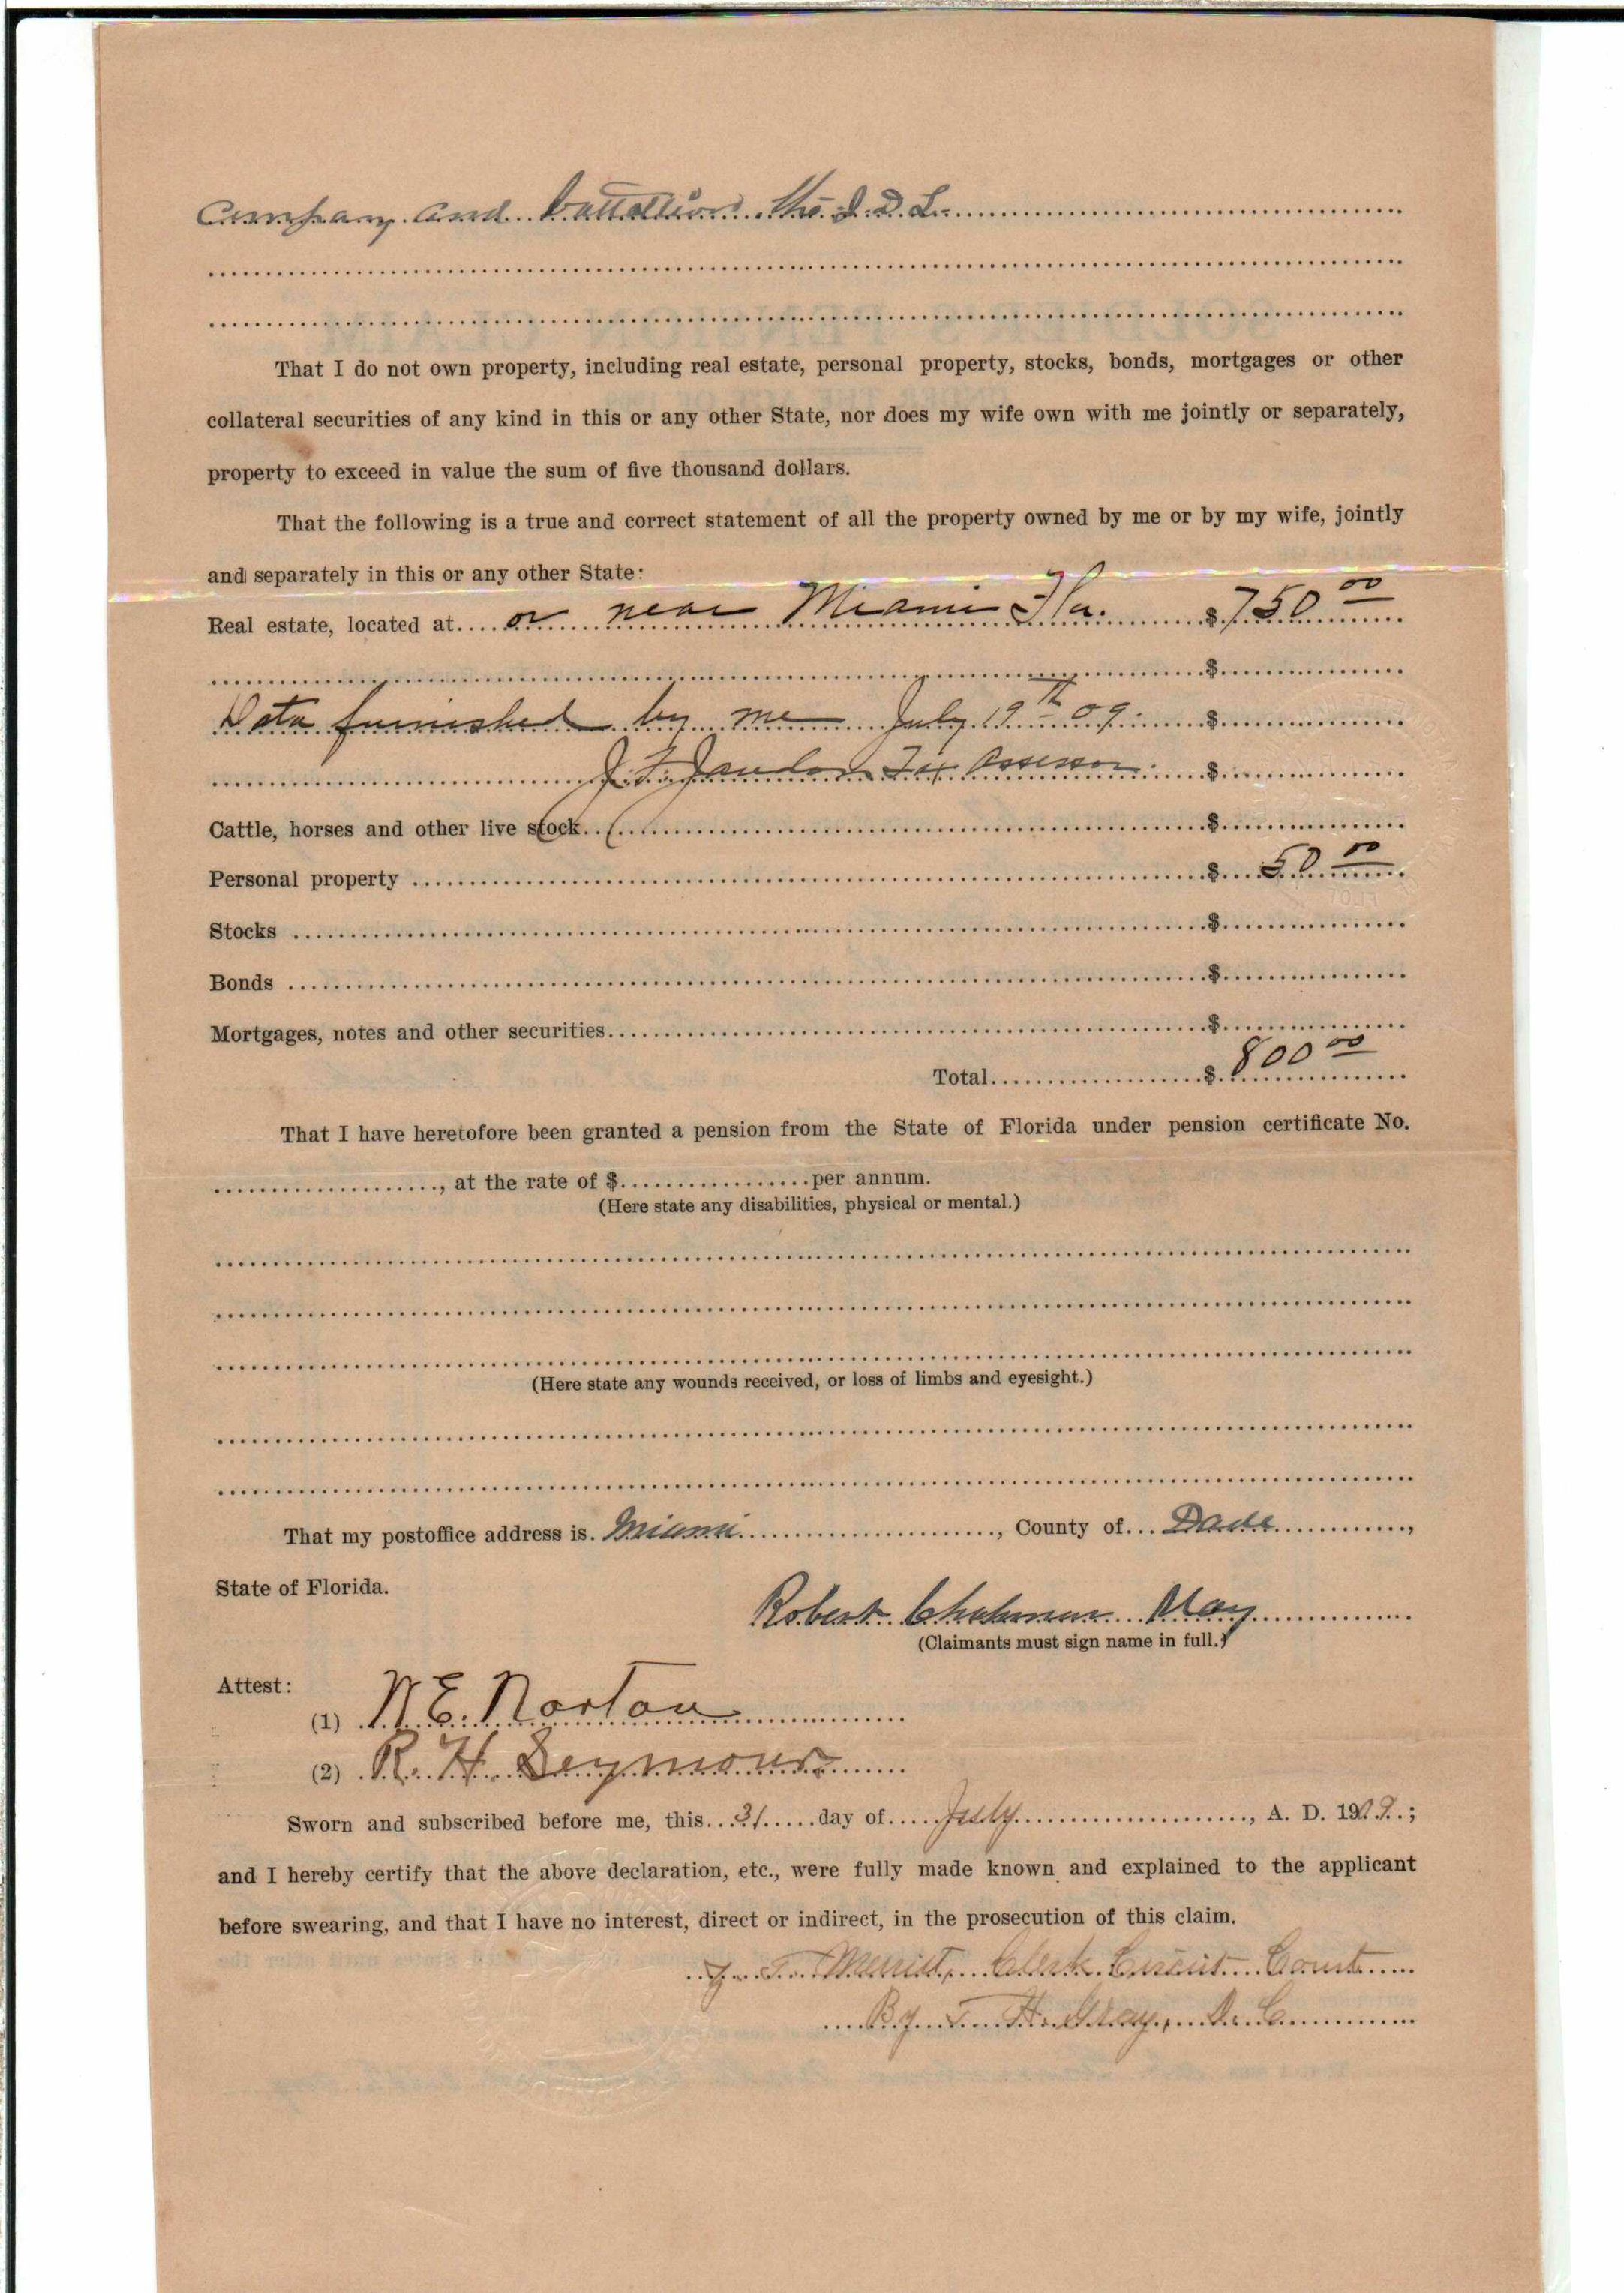 Company and battallion the
That I do not own property, including real estate, personal property, stocks, bonds, mortgages or other
collateral securities of any kind in this or any other State, nor does my wife own with me jointly or separately,
property to exceed in value the sum of five thousand dollars.
That the following is a true and correct statement of all the property owned by me or by my wife, jointly
and separately in this or any other State:
Real estate, located at or near Miami Fla. $750 00
$
Data furnished by me July 19th 09 $
Tax Assessor $
Cattle, horses and other live stock $
Personal property $ 50 00
Stocks $
Bonds $
Mortgages, notes and other securities $
Total $ 800 00
That I have heretofore been granted a pension from the State of Florida under pension certificate No.
, at the rate of $ per annum.
(Here state any disabilities, physical or mental.)
(Here state any wounds received, or loss of limbs and eyesight.)
That my postoffice address is Miami, County of Dade,
State of Florida.
Robert May
(Claimants must sign name in full.)
Attest:
(1) N. E. Norton
(2) R. H. Seymour
Sworn and subscribed before me, this 31 day of July, A. D. 1909;
and I hereby certify that the above declaration, etc., were fully made known and explained to the applicant
before swearing, and that I have no interest, direct or indirect, in the prosecution of this claim.
Z. T. Merritt, Clerk Circuit Court
By T. H. Gray, D. C.